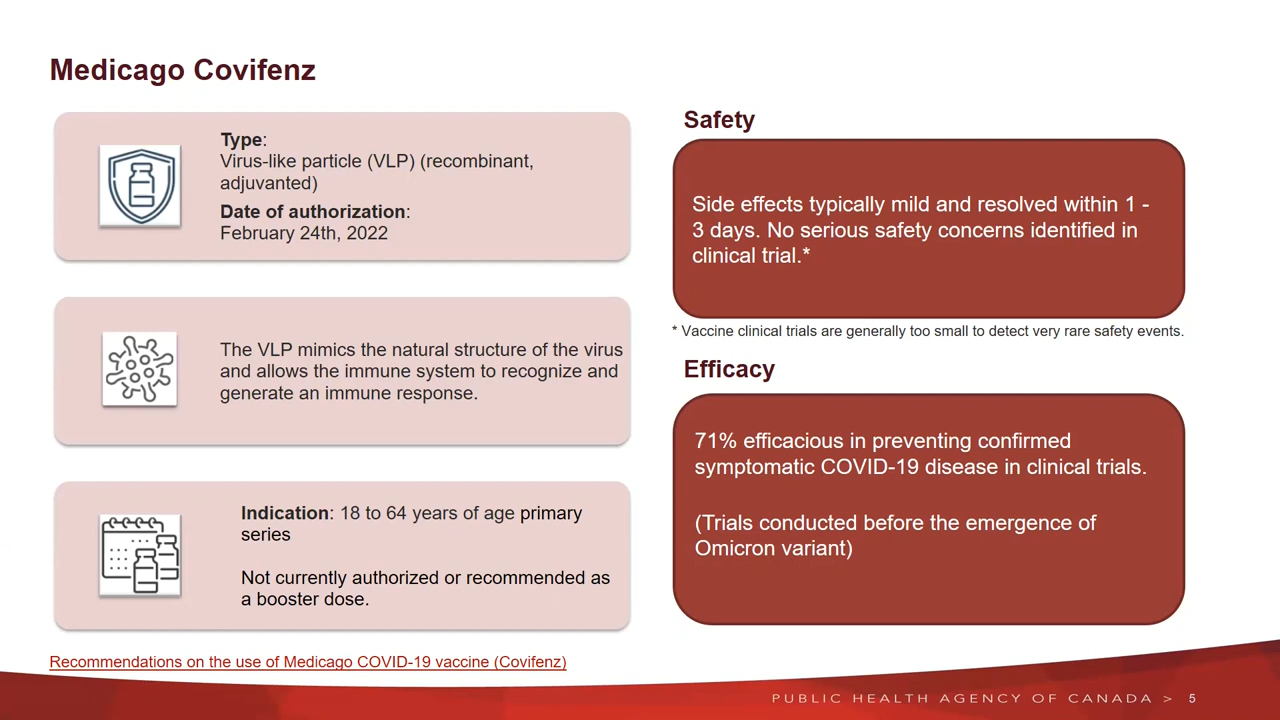 Medicago Covifenz
Type:
Virus-like particle (VLP) (recombinant,
adjuvanted)
Date of authorization:
February 24th, 2022
The VLP mimics the natural structure of the virus
and allows the immune system to recognize and
generate an immune response.
Indication: 18 to 64 years of age primary
series
Not currently authorized or recommended as
a booster dose.
Recommendations on the use of Medicago COVID-19 vaccine (Covifenz)
Safety
Side effects typically mild and resolved within 1 -
3 days. No serious safety concerns identified in
clinical trial.*
* Vaccine clinical trials are generally too small to detect very rare safety events.
Efficacy
71% efficacious in preventing confirmed
symptomatic COVID-19 disease in clinical trials.
(Trials conducted before the emergence of
Omicron variant)
PUBLIC HEALTH AGENCY OF CANADA > 5